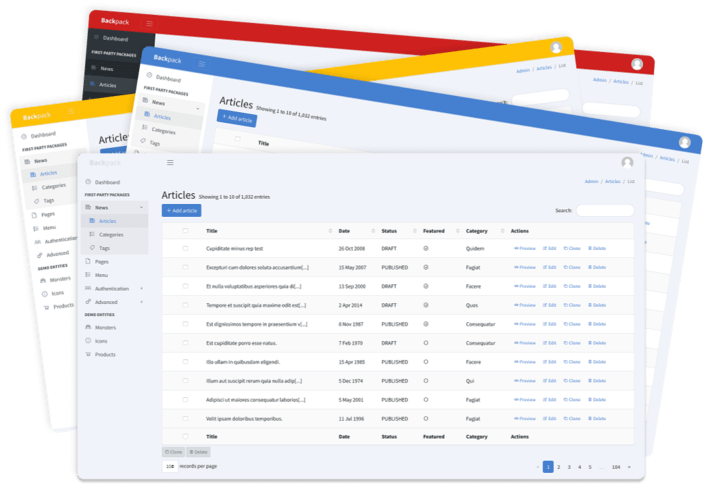 Backpack
Dashboard
FIRST-PARTY PACKAGES
News
Articles
Admin / Articles / List
Backpack
Dashboard
FIRST-PARTY PACKAGES
News
Articles
Categories
Tags
Articles Showing 1 to 10 of 1,032 entries
+ Add article
Title
Admin / Articles / List
Admin / Articles / List
Dashboard
FIRST-PARTY PACKAGES
News
Articles
Categories
Tags
Pages
Menu
Authentication
Advanced
DEMO ENTITIES
Monsters
Icons
Products
Backpack
Dashboard
FIRST-PARTY PACKAGES
News
Articles
Categories
Tags
Pages
Menu
Authentication
Advanced
DEMO ENTITIES
Monsters
Icons
Products
Admin / Articles / List
Articles Showing 1 to 10 of 1,032 entries
+ Add article
Search:
Title Date Status Featured Category Actions
Cupiditate minus rep test 26 Oct 2008 DRAFT Quidem Preview Edit Clone Delete
Excepturi cum dolores soluta accusantium[...] 15 May 2007 PUBLISHED Fugiat Preview Edit Clone Delete
Et nulla voluptatibus asperiores quia di[...] 13 Sep 2000 DRAFT Facere Preview Edit Clone Delete
Tempore et suscipit quia maxime odit est[...] 2 Apr 2014 DRAFT Quos Preview Edit Clone Delete
Est dignissimos tempore in praesentium v[...] 8 Nov 1987 PUBLISHED Consequatur Preview Edit Clone Delete
Est cupiditate porro esse natus. 7 Feb 1970 DRAFT Consequatur Preview Edit Clone Delete
Illo ullam in quibusdam eligendi. 15 Apr 1985 PUBLISHED Facere Preview Edit Clone Delete
Illum aut suscipit rerum quia nulla adip[...] 5 Dec 1974 PUBLISHED Qui Preview Edit Clone Delete
Adipisci ut maiores consequatur laborios[...] 5 May 2001 PUBLISHED Fugiat Preview Edit Clone Delete
Velit ipsam doloribus temporibus. 11 Jul 1996 PUBLISHED Fugiat Preview Edit Clone Delete
Title Date Status Featured Category Actions
Clone Delete
10 records per page
1 2 3 4 5 ... 104